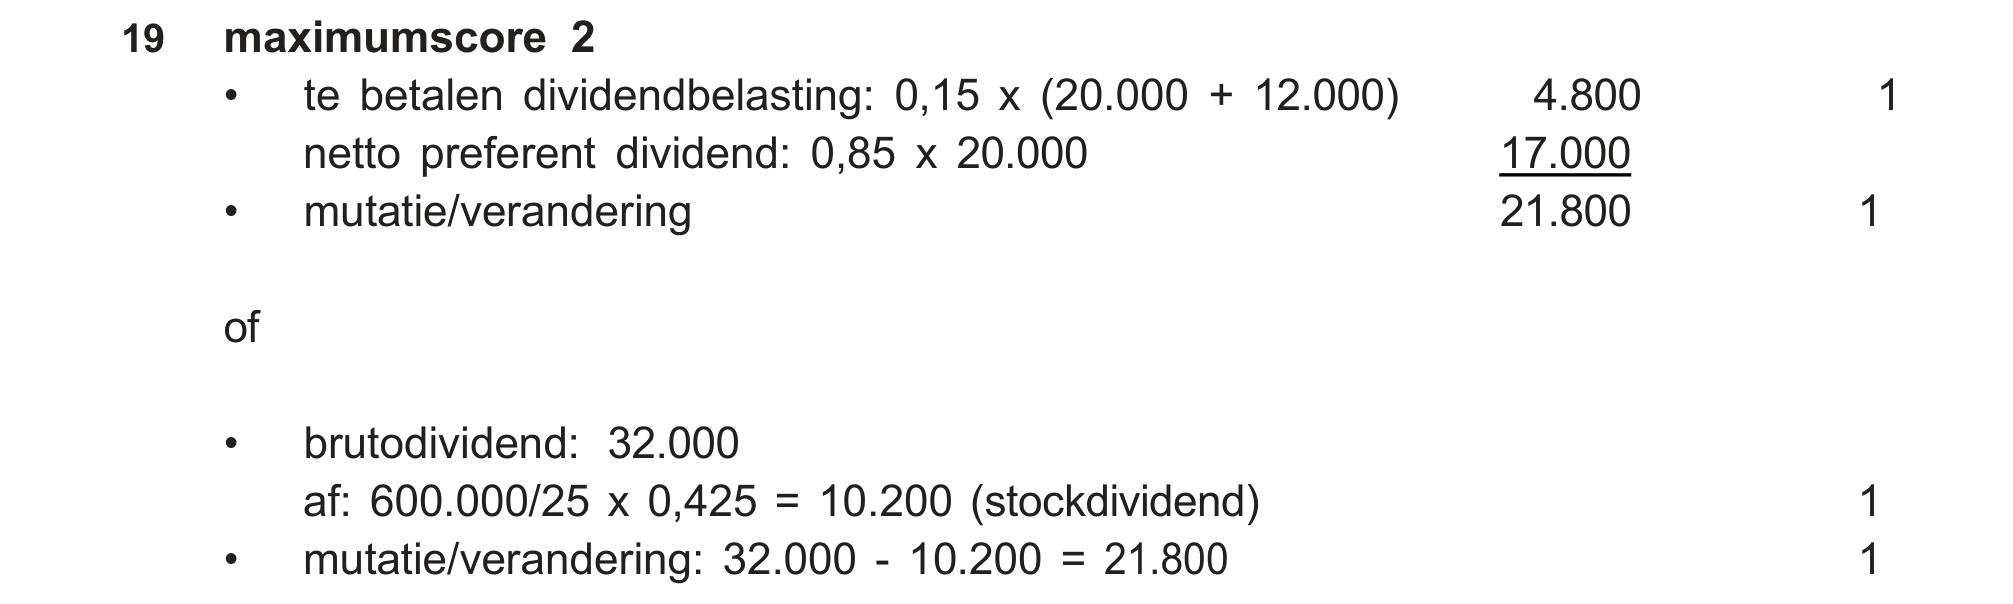 19 maximumscore 2
• te betalen dividendbelasting: 0,15 x (20.000 + 12.000) 4.800 1
netto preferent dividend: 0,85 x 20.000 17.000
• mutatie/verandering 21.800 1
of
• brutodividend: 32.000
af: 600.000/25 x 0,425 = 10.200 (stockdividend) 1
• mutatie/verandering: 32.000 - 10.200 = 21.800 1